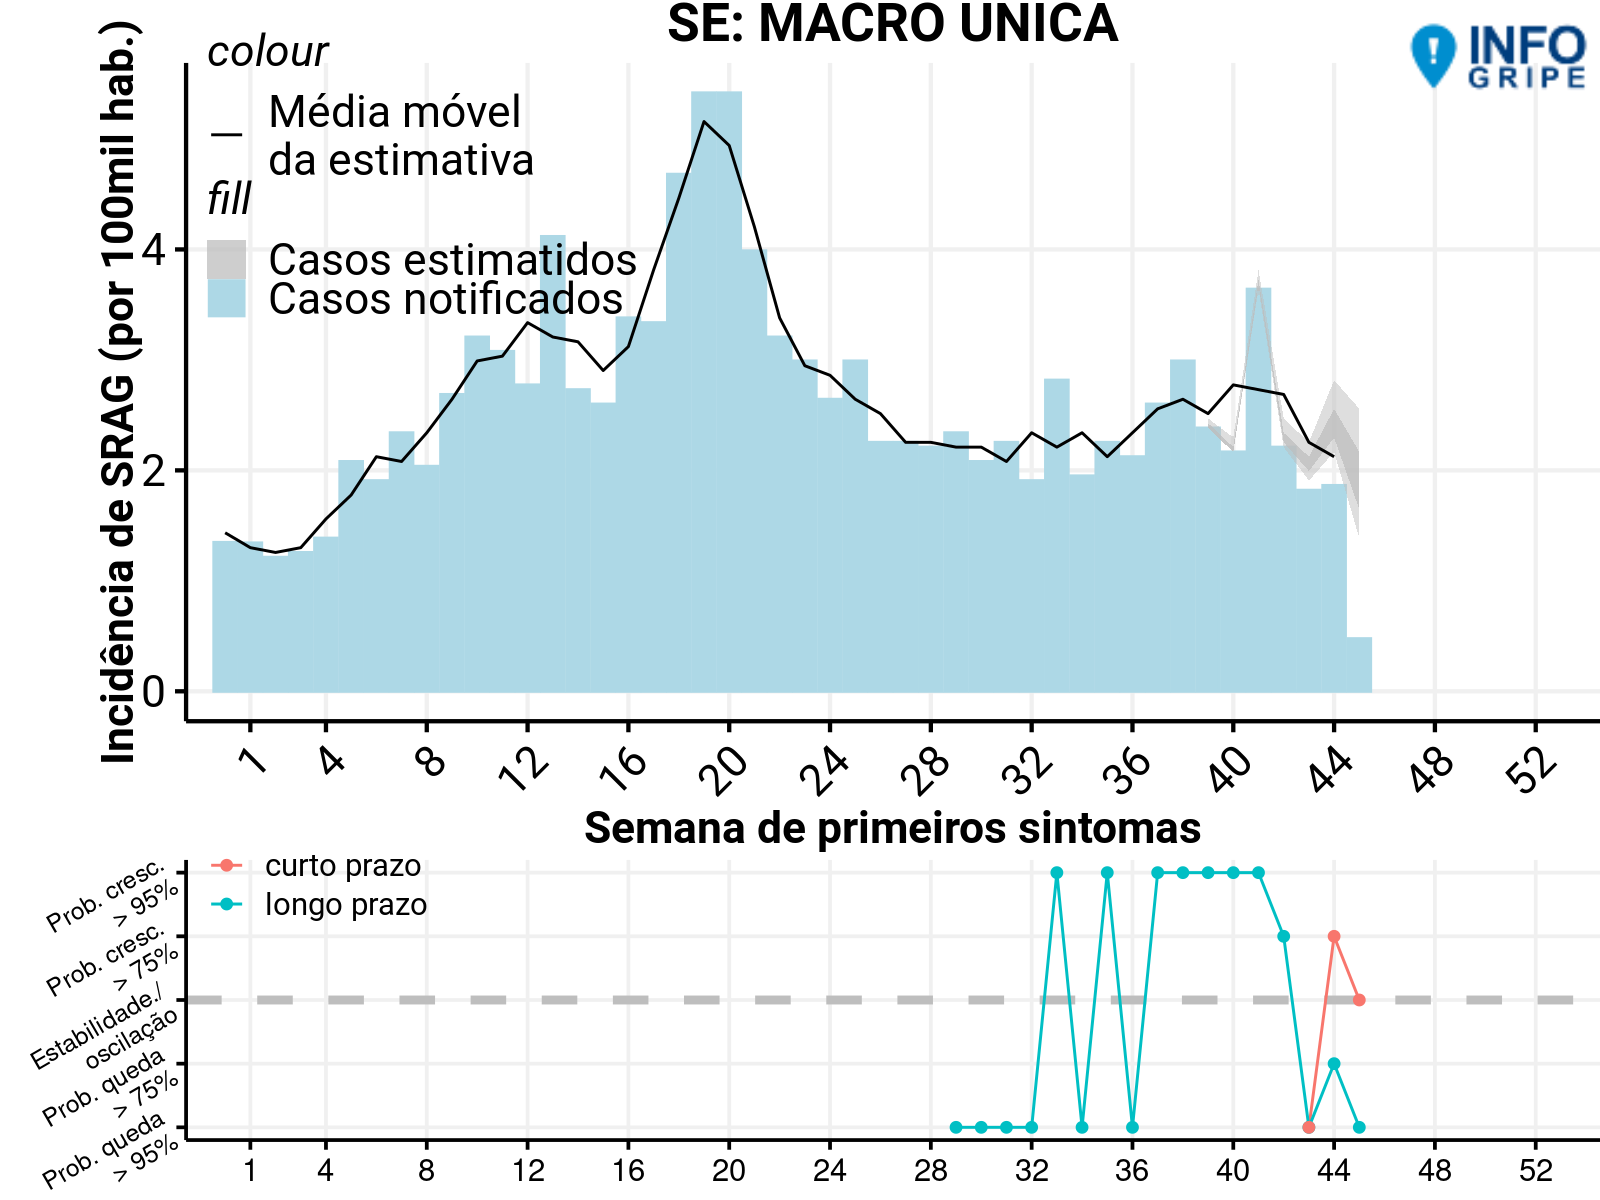 SE: MACRO UNICA
INFO
GRIPE
colour
Média móvel
da estimativa
fill
Casos estimatidos
Casos notificados
Incidência de SRAG (por 100mil hab.)
4
2
0
1 4 8 12 16 20 24 28 32 36 40 44 48 52
Semana de primeiros sintomas
curto prazo
longo prazo
Prob. cresc.
> 95%
Prob. cresc.
> 75%
Estabilidade./
oscilação
Prob. queda
> 75%
Prob. queda
> 95%
1 4 8 12 16 20 24 28 32 36 40 44 48 52